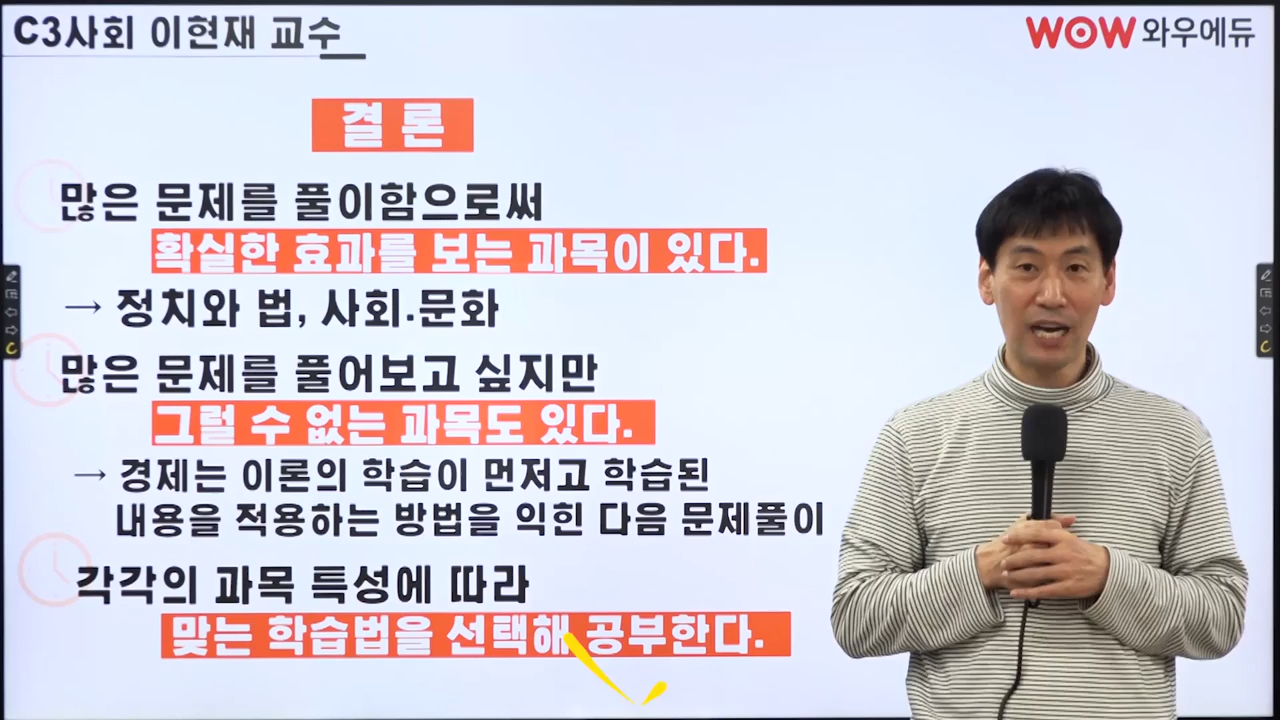 C3사회 이현재 교수
WOW 와우에듀
결 론
많은 문제를 풀이함으로써
확실한 효과를 보는 과목이 있다.
→ 정치와 법, 사회.문화
많은 문제를 풀어보고 싶지만
그럴 수 없는 과목도 있다.
→ 경제는 이론의 학습이 먼저고 학습된
내용을 적용하는 방법을 익힌 다음 문제풀이
각각의 과목 특성에 따라
맞는 학습법을 선택해 공부한다.